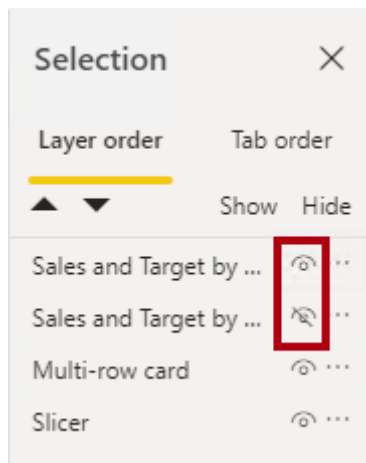 Selection
Layer order Tab order
Show Hide
Sales and Target by ...
Sales and Target by ...
Multi-row card
Slicer